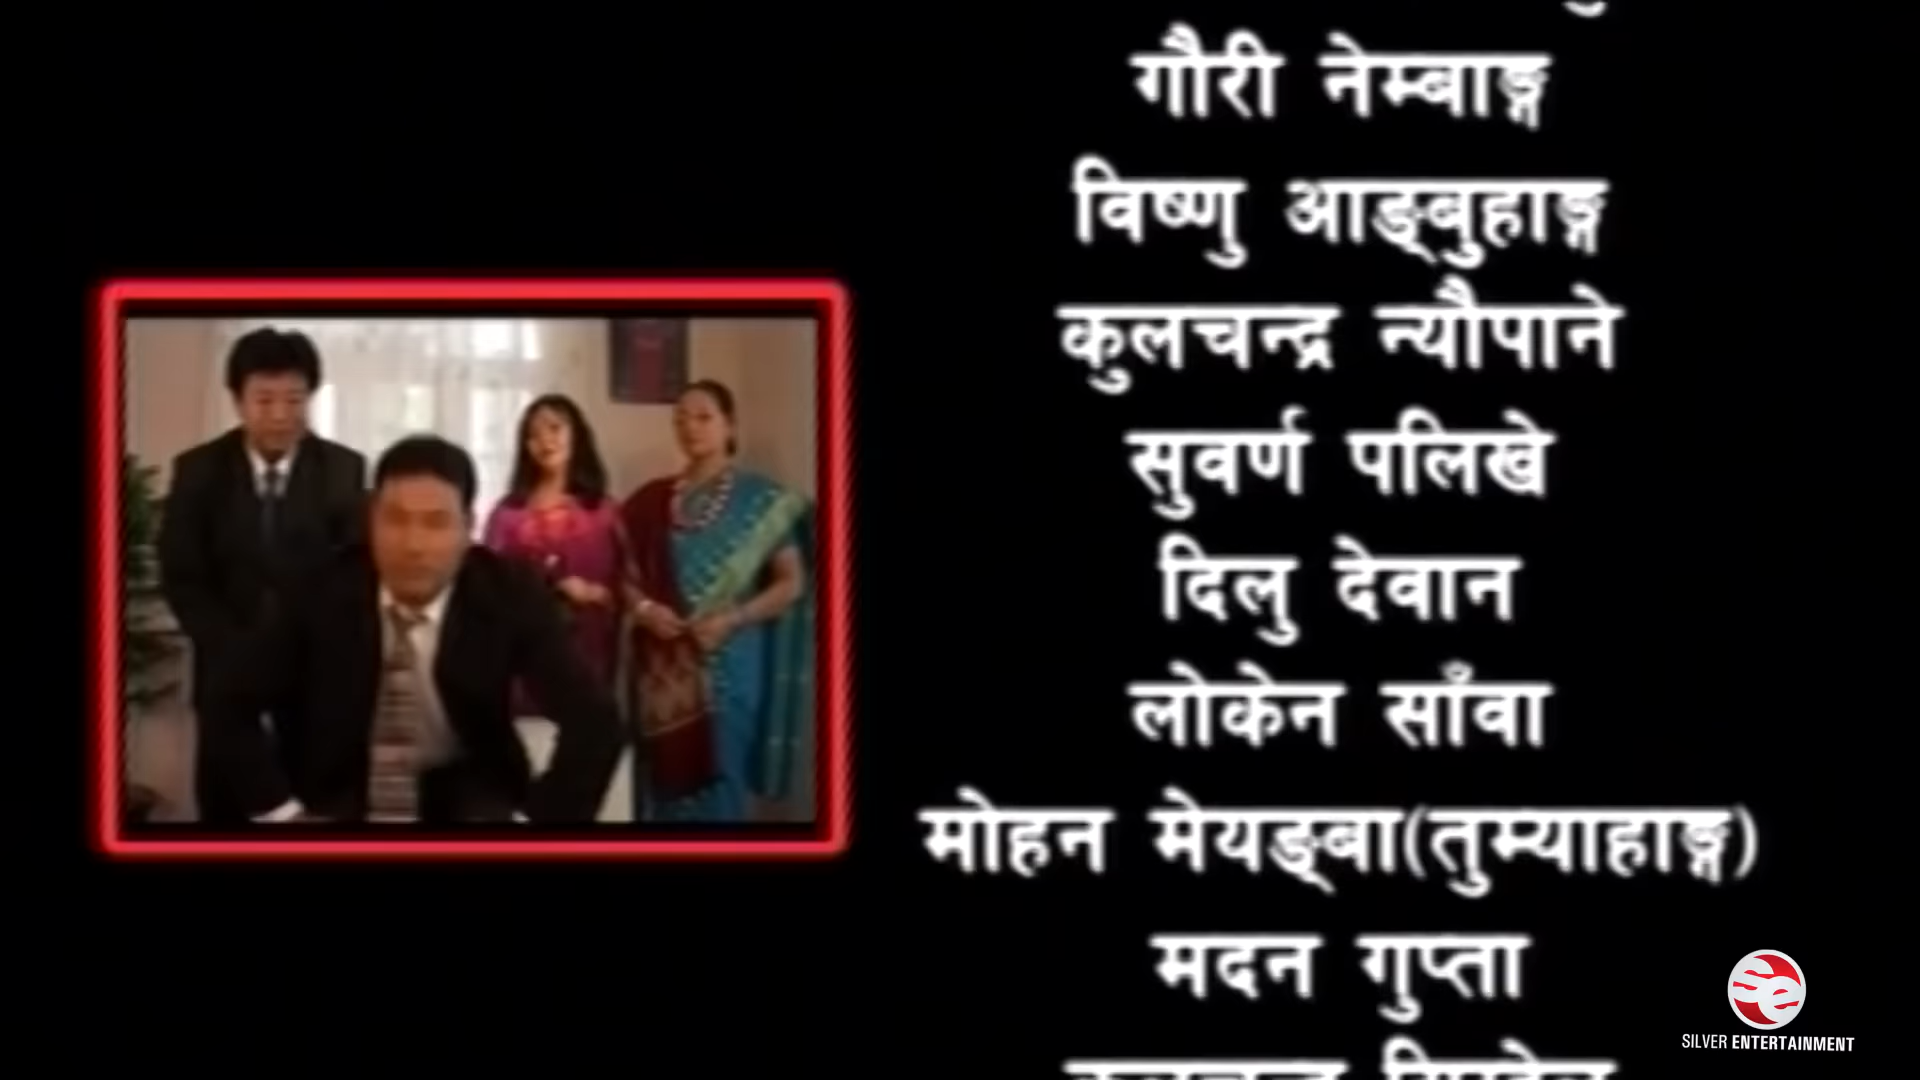 गौरी नेम्बाङ्ग
विष्णु आङ्बुहाङ्ग
कुलचन्द्र न्यौपाने
सुवर्ण पलिखे
दिलु देवान
लोकेन साँवा
मोहन मेयङ्बा(तुम्याहाङ्ग)
मदन गुप्ता
SILVER ENTERTAINMENT